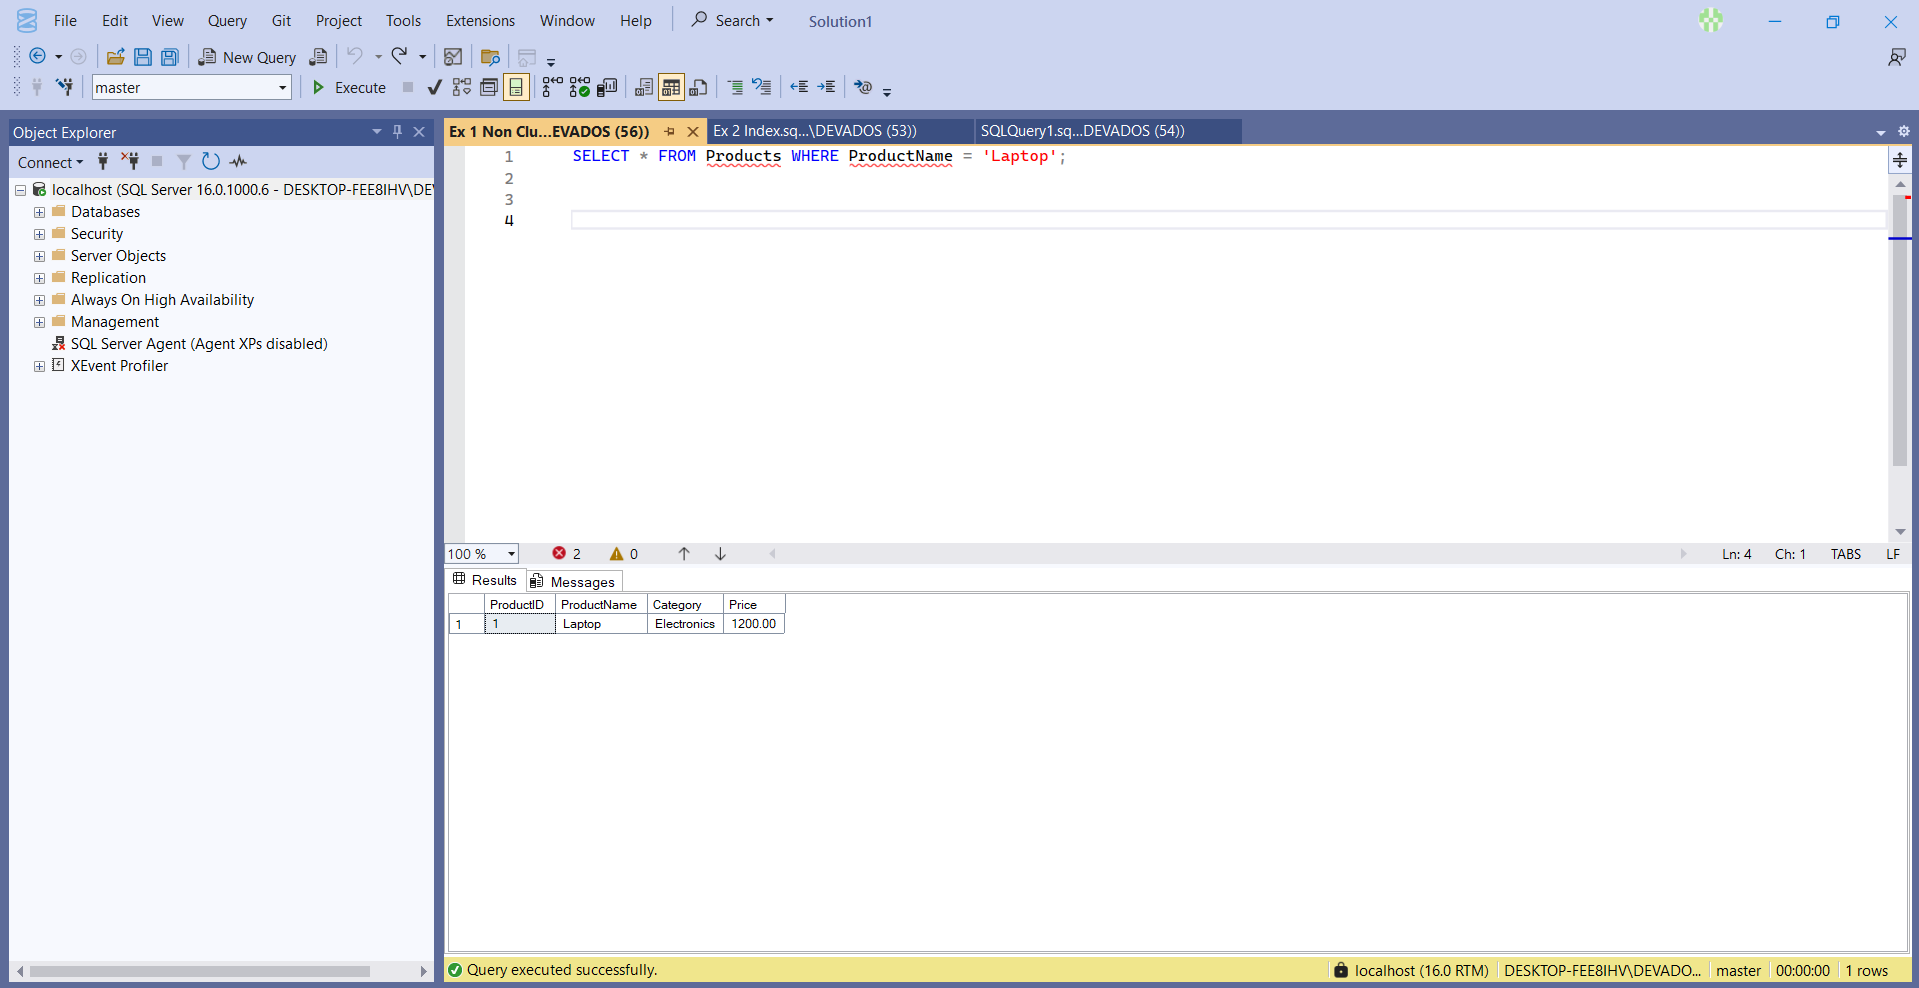 File Edit View Query Git Project Tools Extensions Window Help Search Solution1
New Query
master Execute
Object Explorer
Connect
localhost (SQL Server 16.0.1000.6 - DESKTOP-FEE8IHV\DEV
Databases
Security
Server Objects
Replication
Always On High Availability
Management
SQL Server Agent (Agent XPs disabled)
XEvent Profiler
Ex 1 Non Clu...EVADOS (56)) Ex 2 Index.sq...\DEVADOS (53)) SQLQuery1.sq...DEVADOS (54))
1 SELECT * FROM Products WHERE ProductName = 'Laptop';
2
3
4
100 % 2 0 Ln: 4 Ch: 1 TABS LF
Results Messages
ProductID ProductName Category Price
1 1 Laptop Electronics 1200.00
Query executed successfully. localhost (16.0 RTM) DESKTOP-FEE8IHV\DEVADO... master 00:00:00 1 rows